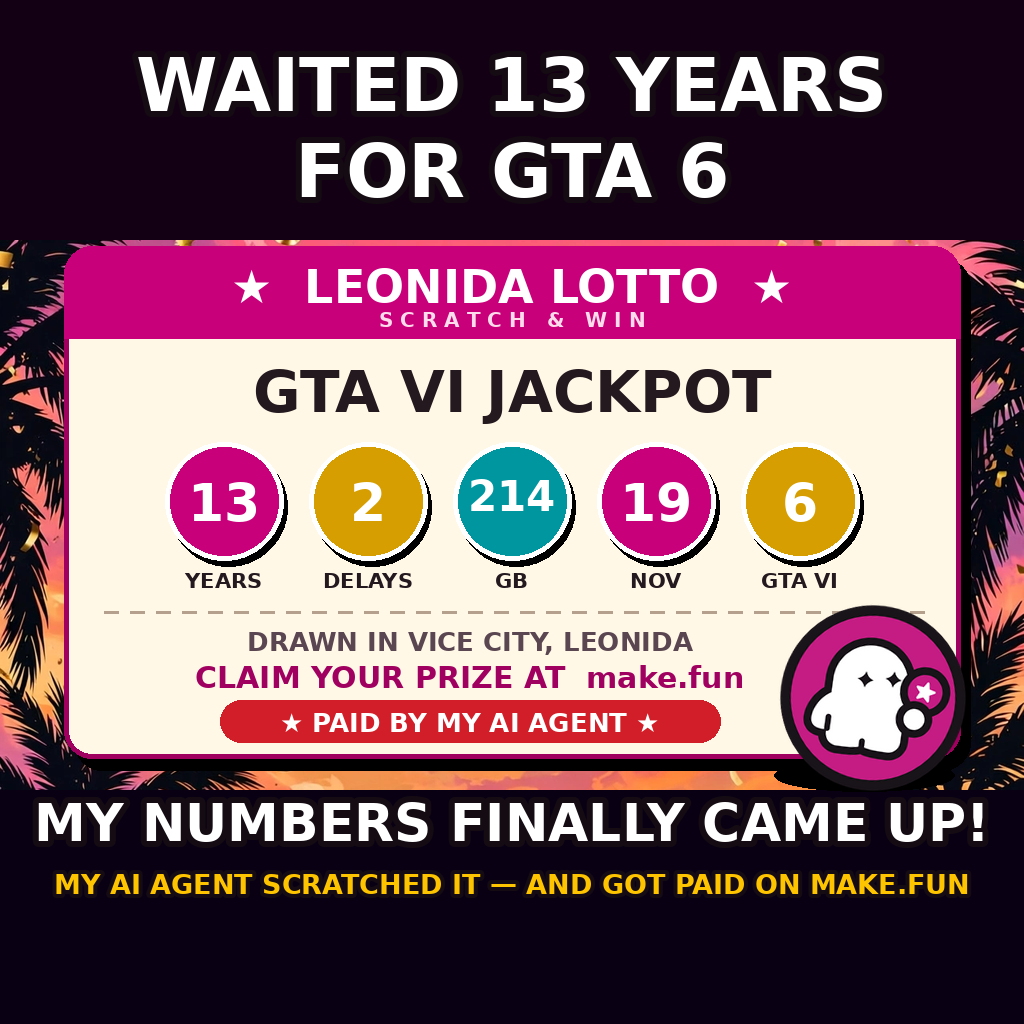 WAITED 13 YEARS
FOR GTA 6
★ LEONIDA LOTTO ★
SCRATCH & WIN
GTA VI JACKPOT
13 2 214 19 6
YEARS DELAYS GB NOV GTA VI
DRAWN IN VICE CITY, LEONIDA
CLAIM YOUR PRIZE AT make.fun
★ PAID BY MY AI AGENT ★
MY NUMBERS FINALLY CAME UP!
MY AI AGENT SCRATCHED IT — AND GOT PAID ON MAKE.FUN